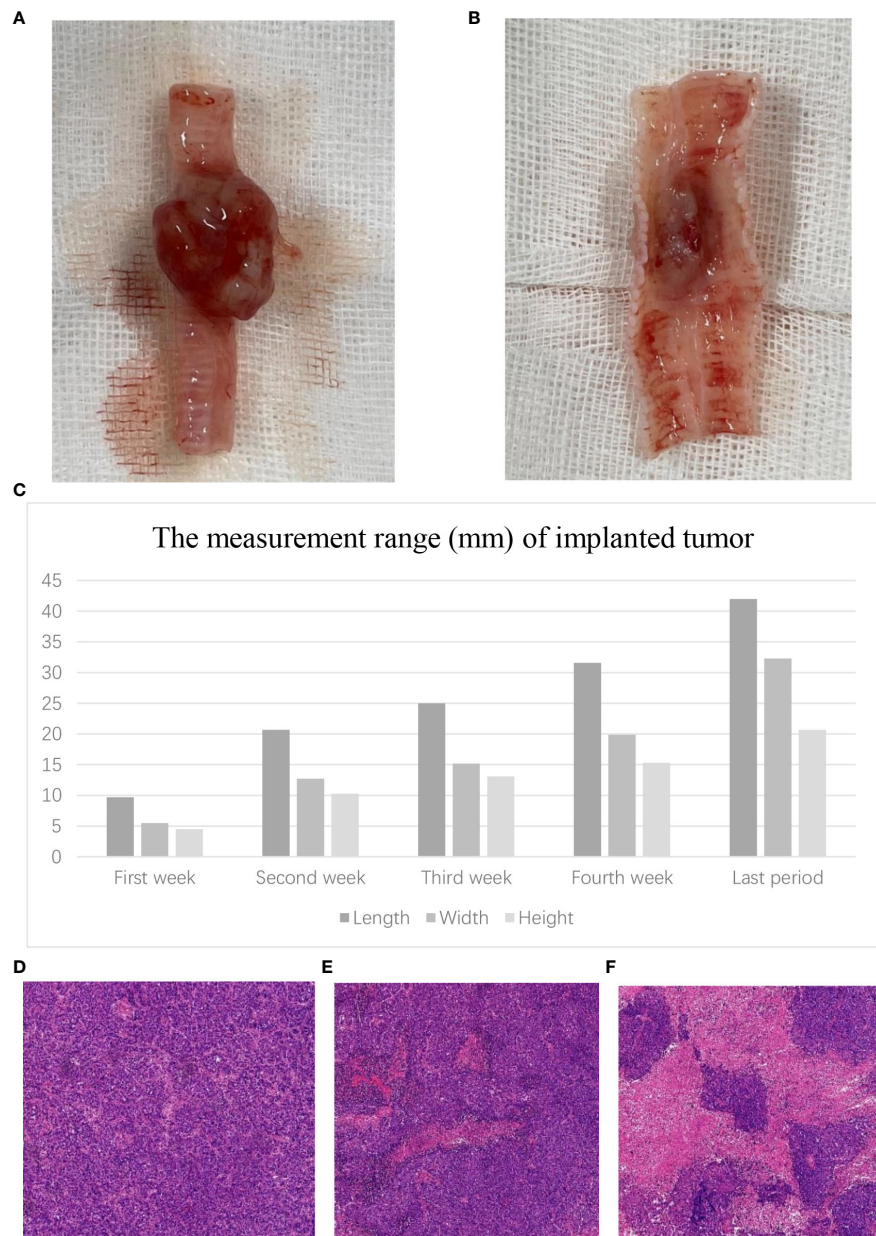 A
B
C
The measurement range (mm) of implanted tumor
45
40
35
30
25
20
15
10
5
0
First week Second week Third week Fourth week Last period
Length Width Height
D
E
F